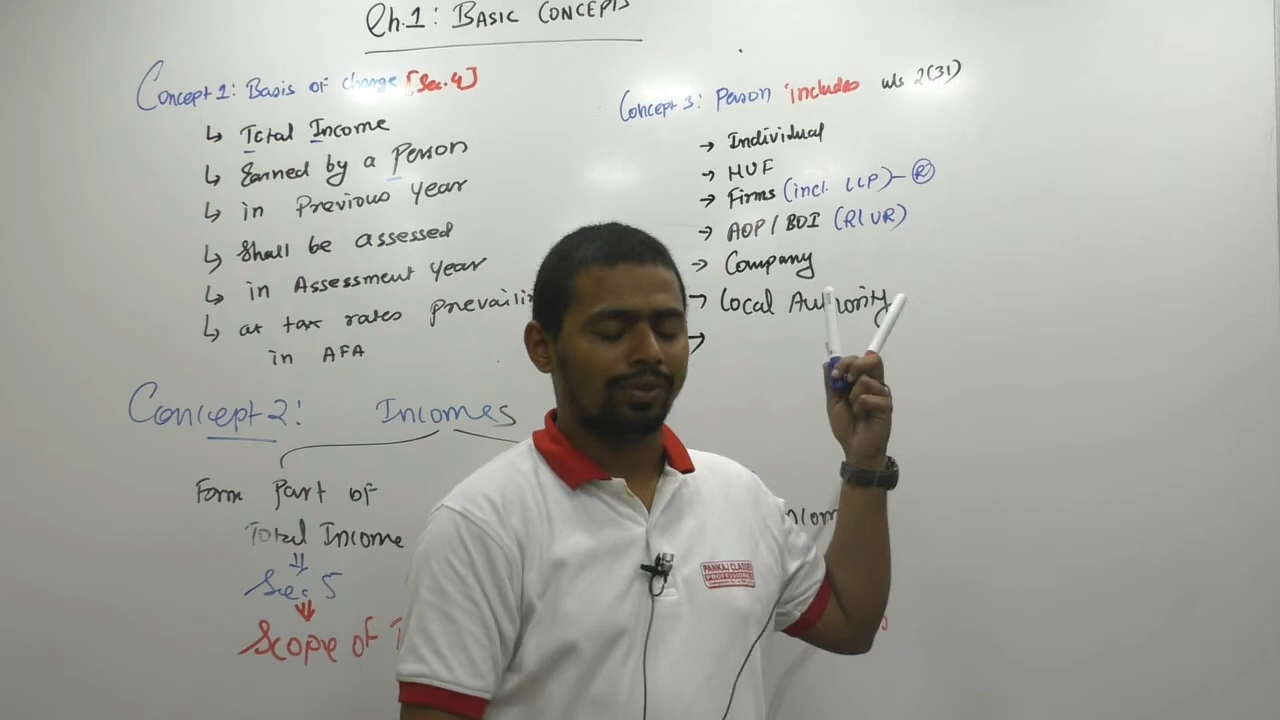 Ch.1: BASIC CONCEPTS
Concept 1: Basis of charge [Sec. 4]
↳ Total Income
↳ Earned by a Person
↳ in Previous year
↳ Shall be assessed
↳ in Assessment year
↳ at tax rates
in AFA
Concept 2: Incomes
Form Part of
Total Income
⇓
Sec. 5
Scope of
Concept 3: Person includes u/s 2(31)
→ Individual
→ HUF
→ Firms (incl. LLP) - R
→ AOP / BOI (R/UR)
→ Company
→ Local Authority
→
PANKAJ CLASSES
PROFESSIONAL